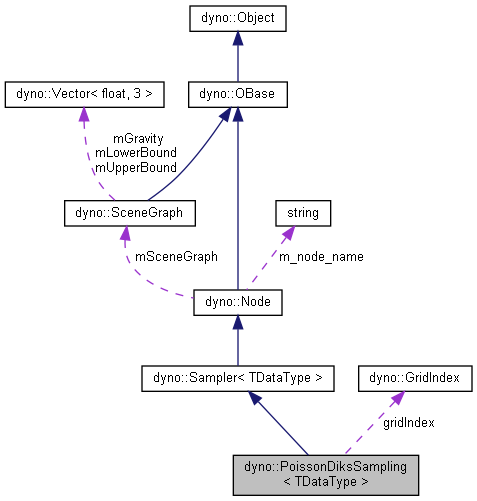 dyno::Object
dyno::Vector< float, 3 >
dyno::OBase
mGravity
mLowerBound
mUpperBound
dyno::SceneGraph
string
mSceneGraph
m_node_name
dyno::Node
dyno::Sampler< TDataType >
dyno::GridIndex
gridIndex
dyno::PoissonDiksSampling
< TDataType >